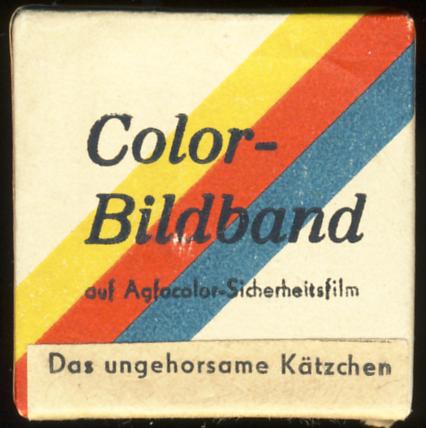 Color-
Bildband
auf Agfacolor-Sicherheitsfilm
Das ungehorsame Kätzchen